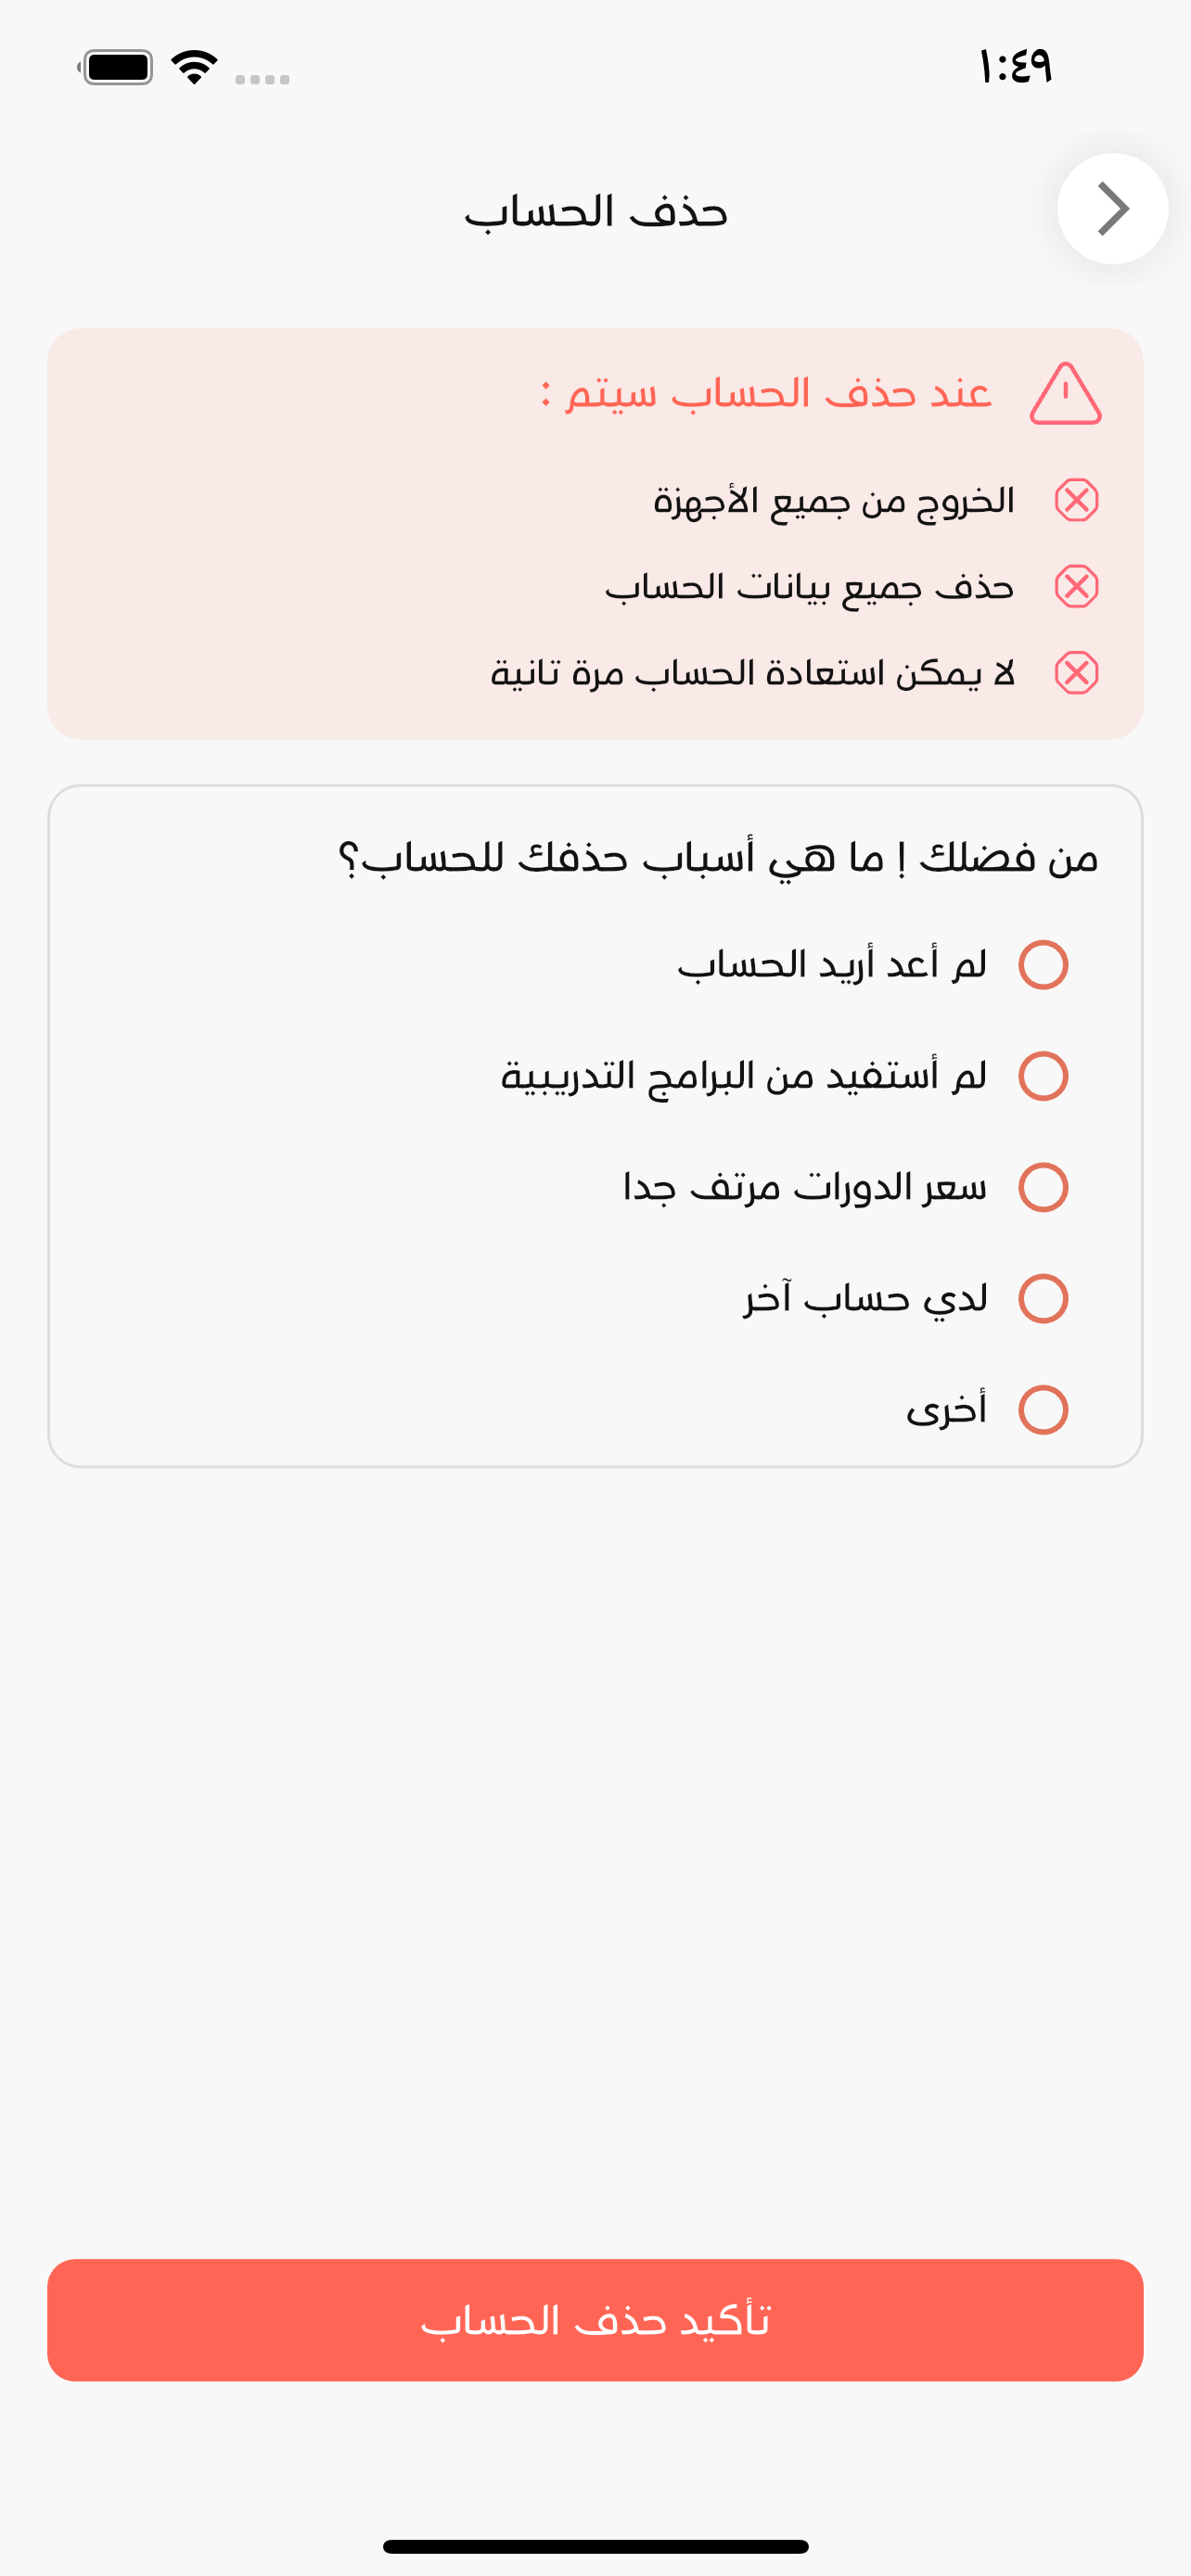 ١:٤٩
حذف الحساب
عند حذف الحساب سيتم :
الخروج من جميع الأجهزة
حذف جميع بيانات الحساب
لا يمكن استعادة الحساب مرة تانية
من فضلك ! ما هي أسباب حذفك للحساب؟
لم أعد أريد الحساب
لم أستفيد من البرامج التدريبية
سعر الدورات مرتف جدا
لدي حساب آخر
أخرى
تأكيد حذف الحساب